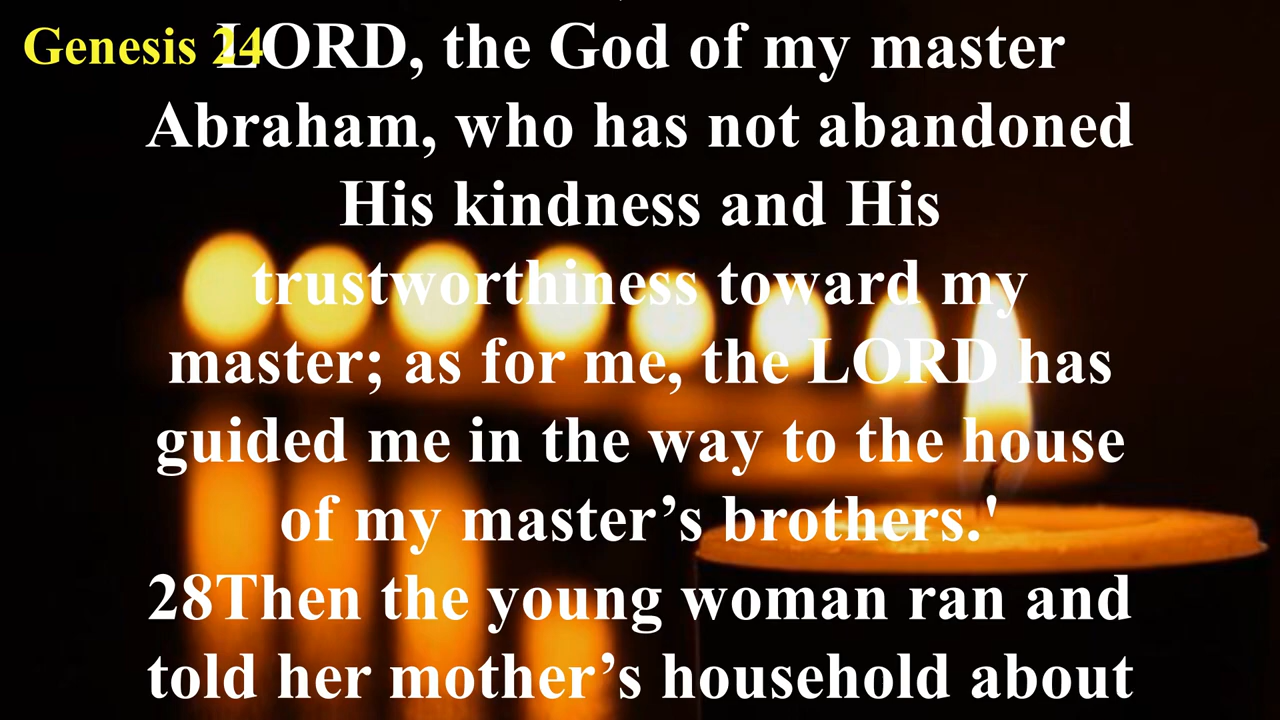 Genesis 24
LORD, the God of my master
Abraham, who has not abandoned
His kindness and His
trustworthiness toward my
master; as for me, the LORD has
guided me in the way to the house
of my master’s brothers.'
28Then the young woman ran and
told her mother’s household about